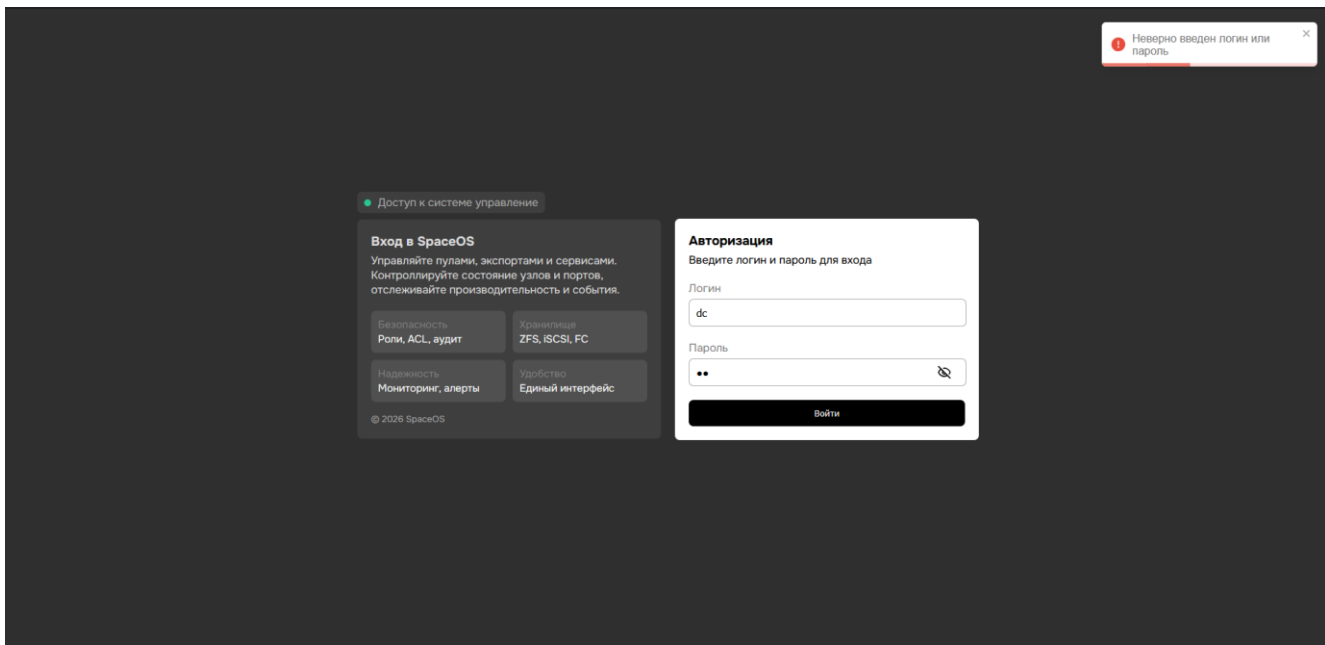 Неверно введен логин или
пароль
Доступ к системе управление
Вход в SpaceOS
Управляйте пулами, экспортами и сервисами.
Контроллируйте состояние узлов и портов,
отслеживайте производительность и события.
Безопасность
Роли, ACL, аудит
Хранилище
ZFS, iSCSI, FC
Надежность
Мониторинг, алерты
Удобство
Единый интерфейс
© 2026 SpaceOS
Авторизация
Введите логин и пароль для входа
Логин
dc
Пароль
Войти